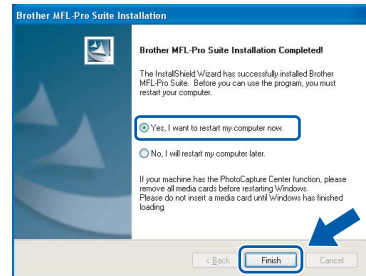 Brother MFL-Pro Suite Installation
Brother MFL-Pro Suite Installation Completed!
The InstallShield Wizard has successfully installed Brother
MFL-Pro Suite. Before you can use the program, you must
restart your computer.
Yes, I want to restart my computer now.
No, I will restart my computer later.
If your machine has the PhotoCapture Center function, please
remove all media cards before restarting Windows.
Please do not insert a media card until Windows has finished
loading.
< Back
Finish
Cancel